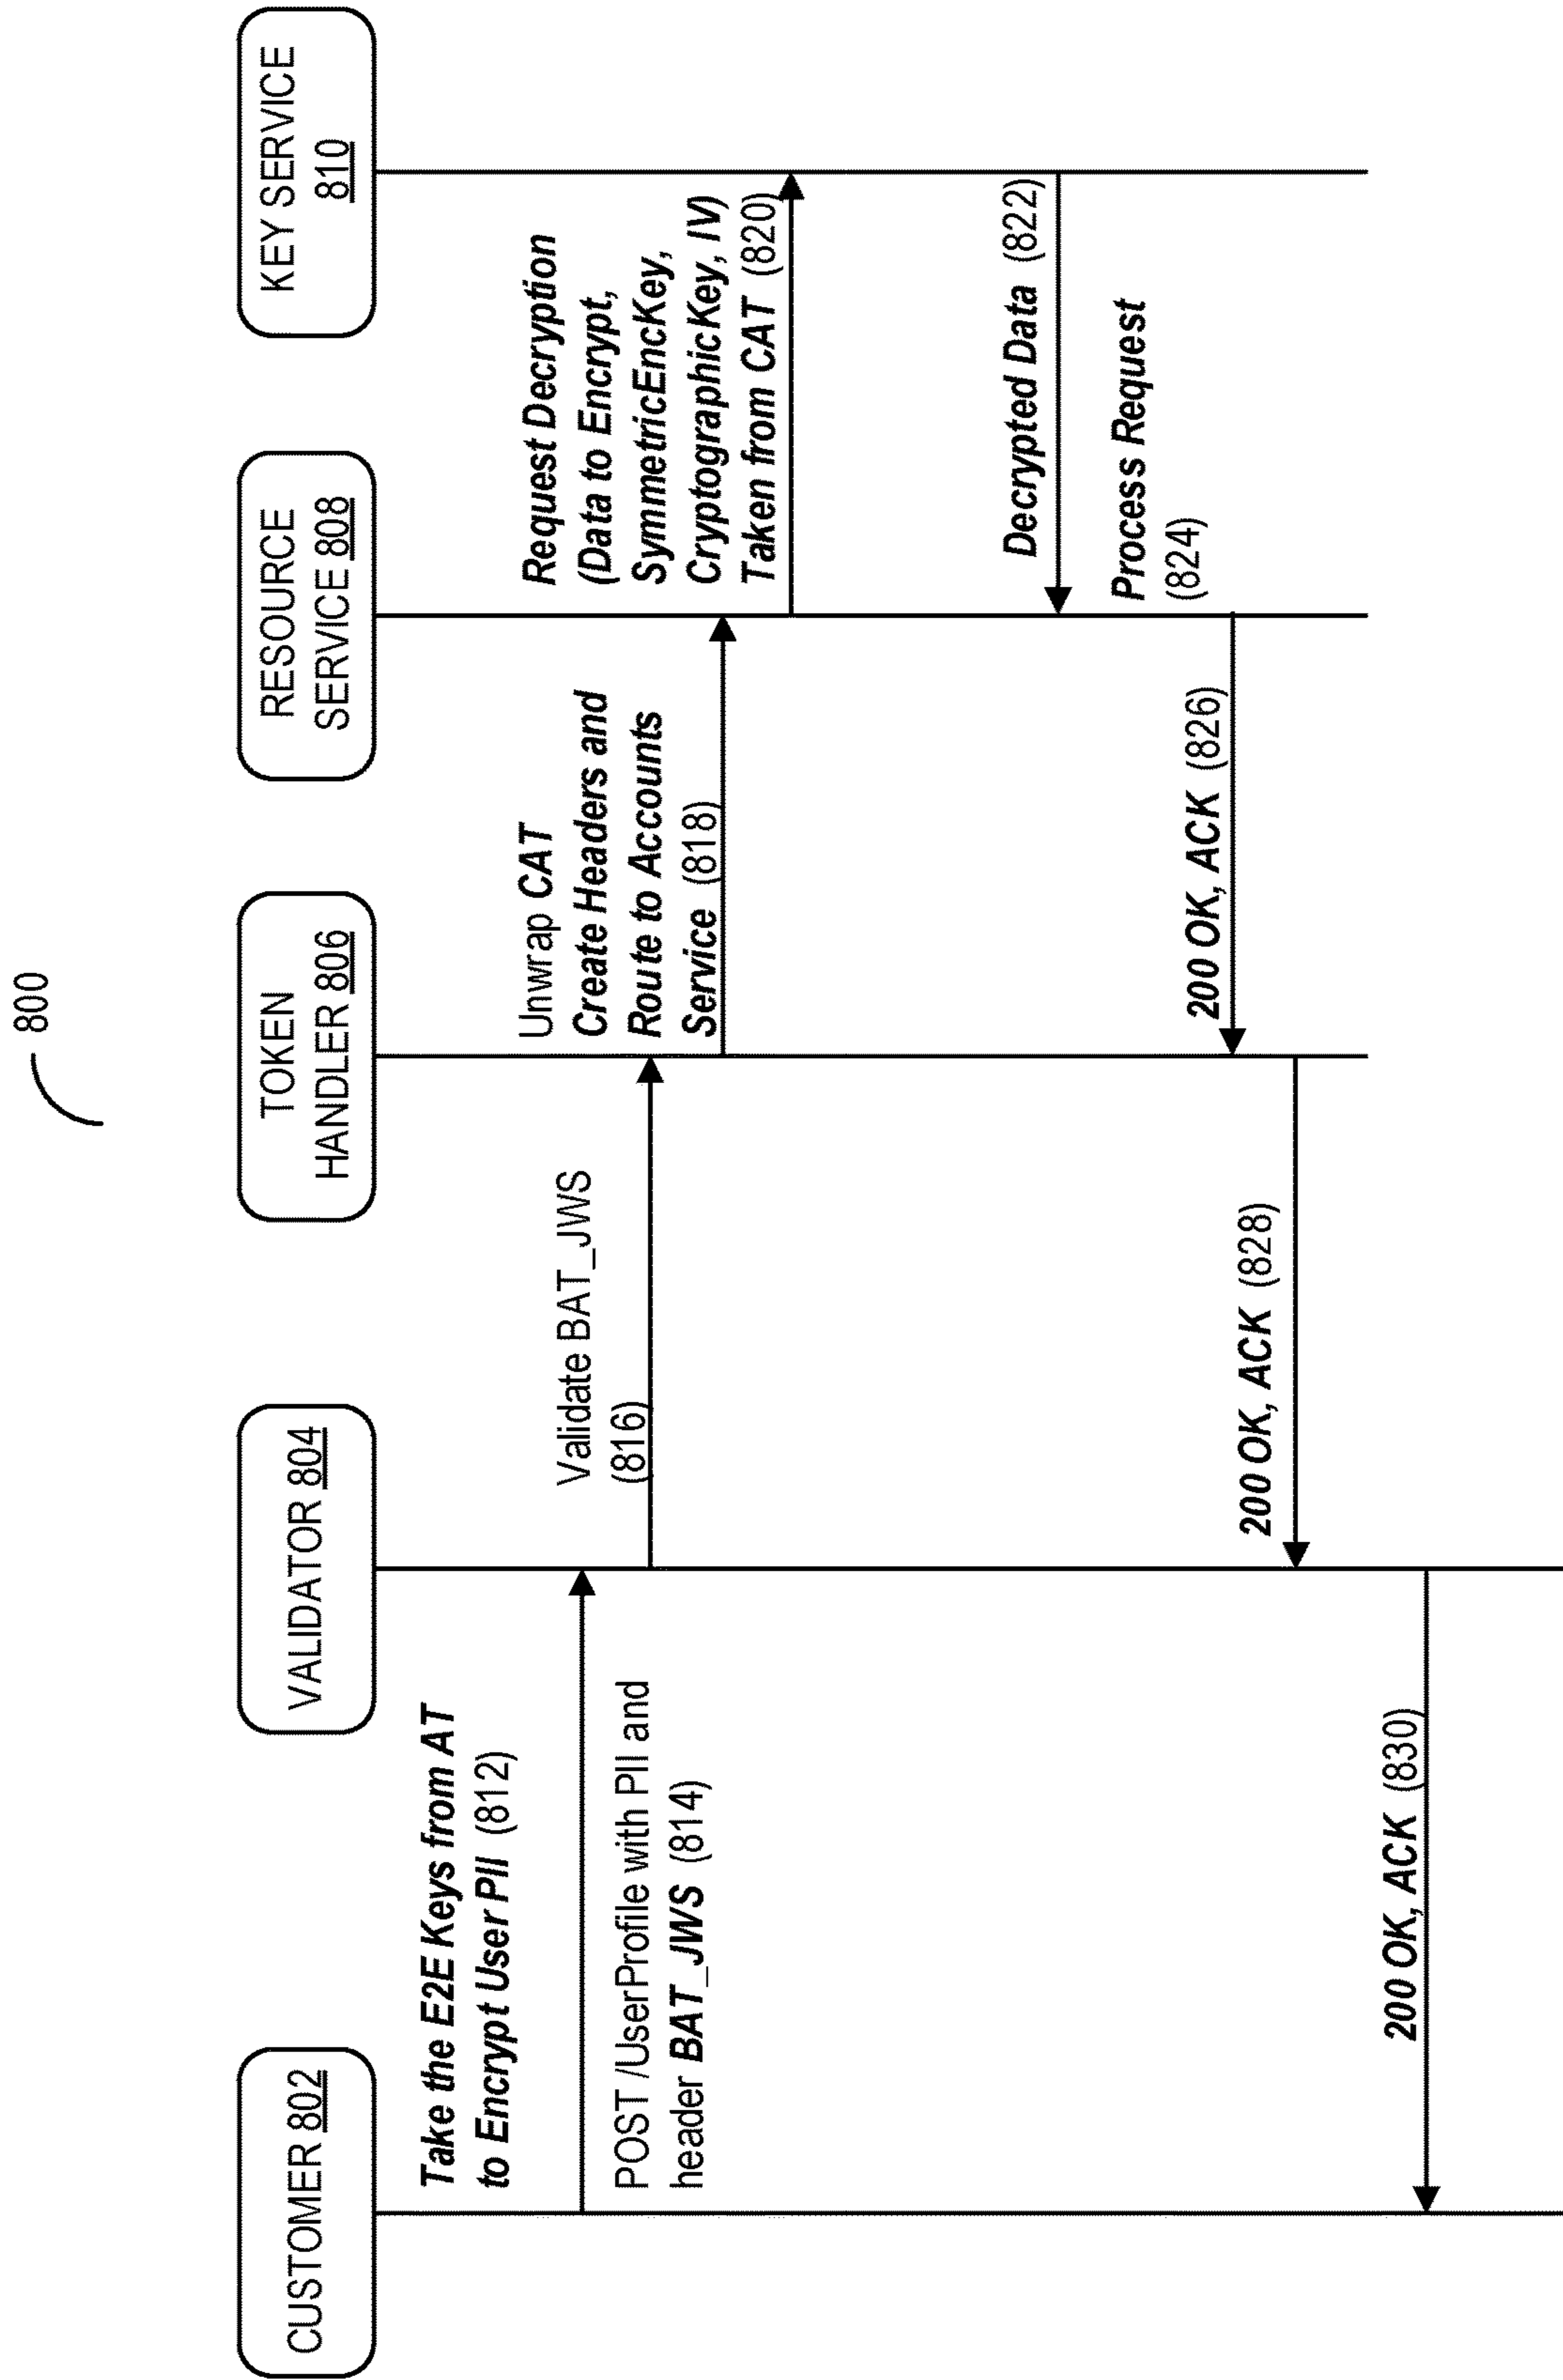 800
CUSTOMER 802
VALIDATOR 804
TOKEN
HANDLER 806
RESOURCE
SERVICE 808
KEY SERVICE
810
Take the E2E Keys from AT
to Encrypt User PII (812)
POST /UserProfile with PII and
header BAT_JWS (814)
Validate BAT_JWS
(816)
Unwrap CAT
Create Headers and
Route to Accounts
Service (818)
Request Decryption
(Data to Encrypt,
SymmetricEncKey,
CryptographicKey, IV)
Taken from CAT (820)
Decrypted Data (822)
Process Request
(824)
200 OK, ACK (826)
200 OK, ACK (828)
200 OK, ACK (830)